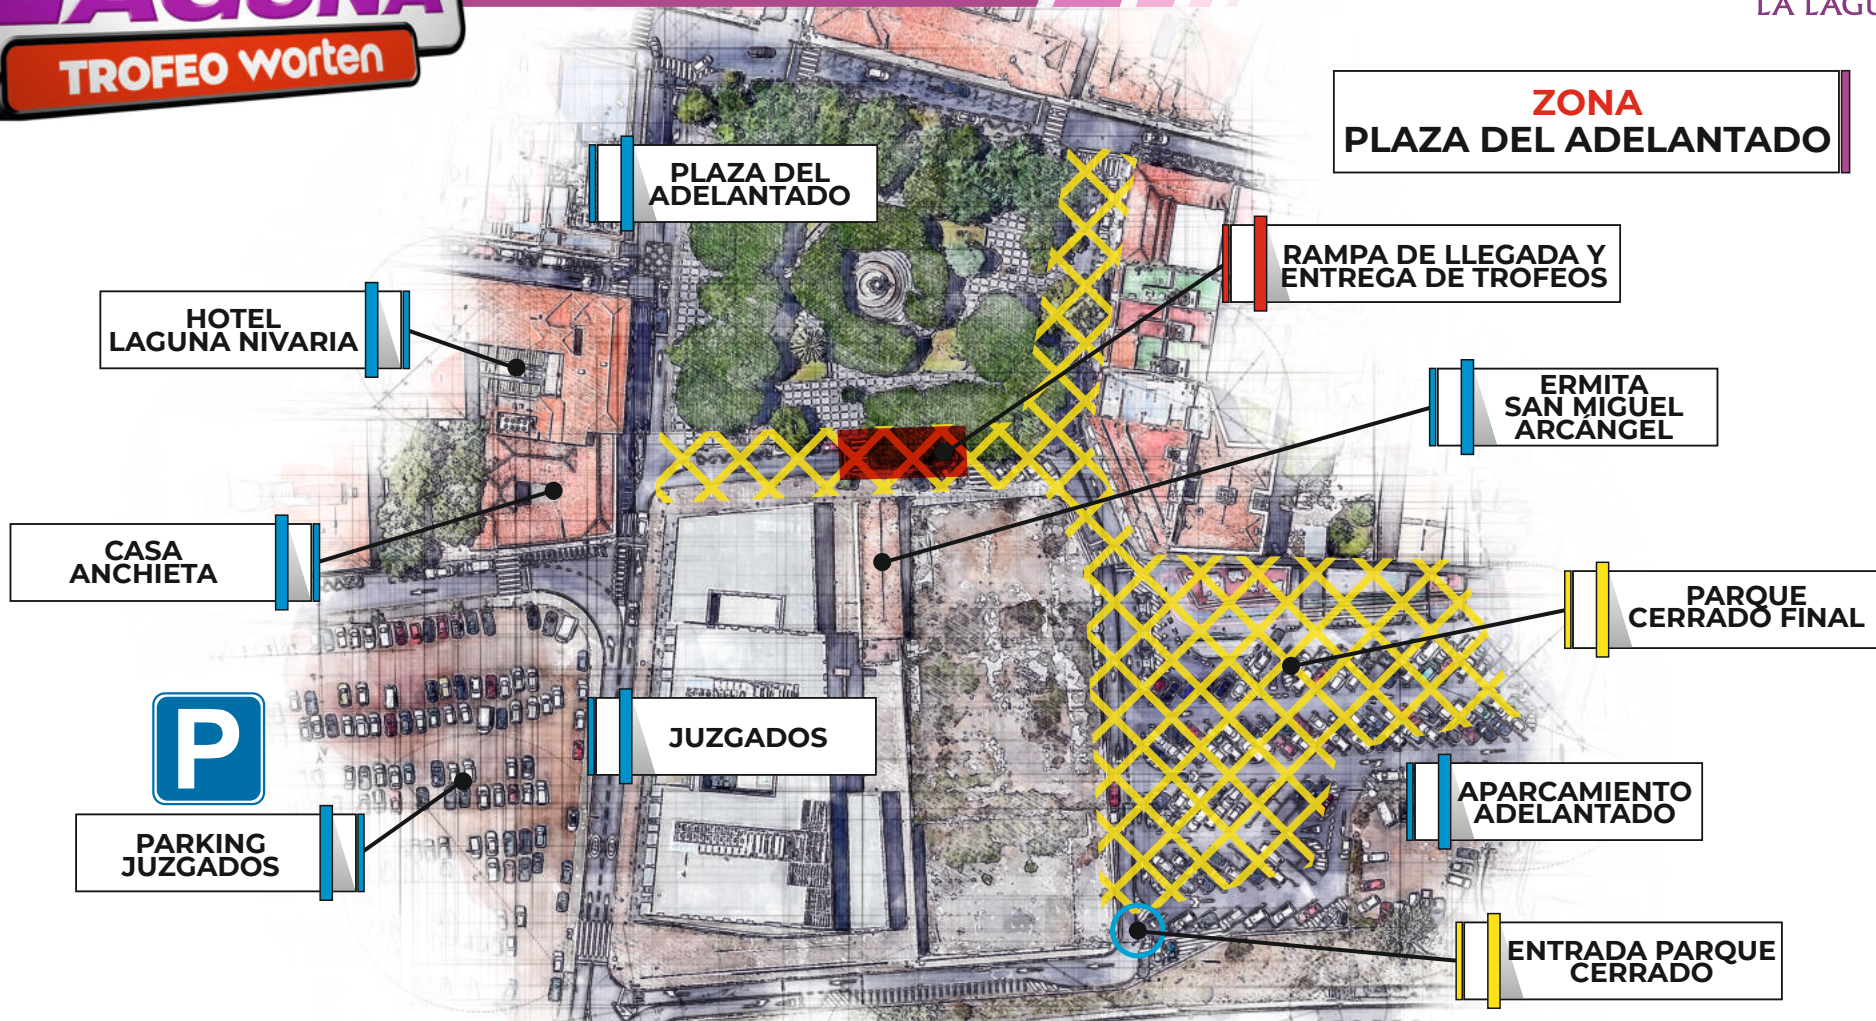 LAGUNA
TROFEO worten
LA LAGU
ZONA
PLAZA DEL ADELANTADO
PLAZA DEL
ADELANTADO
RAMPA DE LLEGADA Y
ENTREGA DE TROFEOS
HOTEL
LAGUNA NIVARIA
ERMITA
SAN MIGUEL
ARCÁNGEL
CASA
ANCHIETA
PARQUE
CERRADO FINAL
P
JUZGADOS
PARKING
JUZGADOS
APARCAMIENTO
ADELANTADO
ENTRADA PARQUE
CERRADO